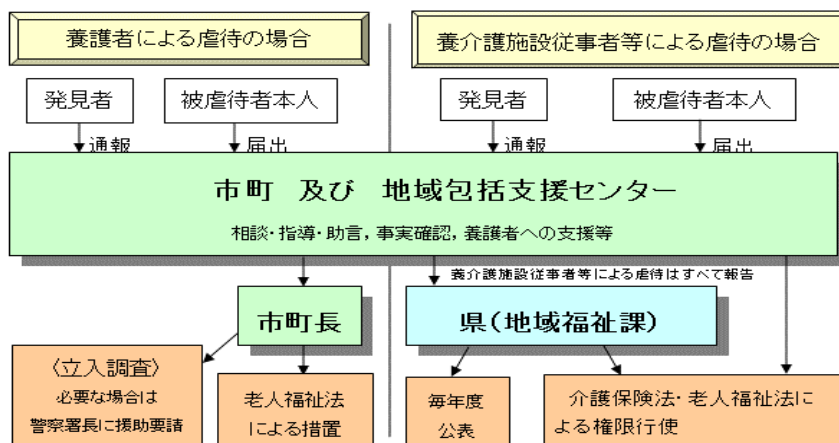 養護者による虐待の場合
養介護施設従事者等による虐待の場合
発見者
被虐待者本人
発見者
被虐待者本人
通報
届出
通報
届出
市町 及び 地域包括支援センター
相談・指導・助言，事実確認，養護者への支援等
養介護施設従事者等による虐待はすべて報告
市町長
県（地域福祉課）
〈立入調査〉
必要な場合は
警察署長に援助要請
老人福祉法
による措置
毎年度
公表
介護保険法・老人福祉法に
よる権限行使